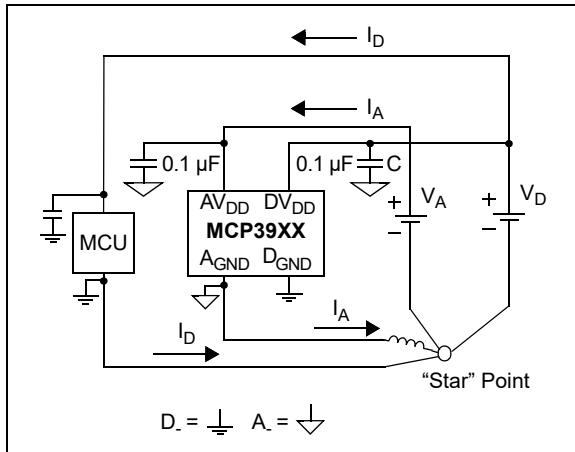 I_D
I_A
0.1 µF 0.1 µF C
AV_DD DV_DD
V_A V_D
+ +
− −
MCP39XX
MCU
A_GND D_GND
I_D I_A
“Star” Point
D_- = A_- =